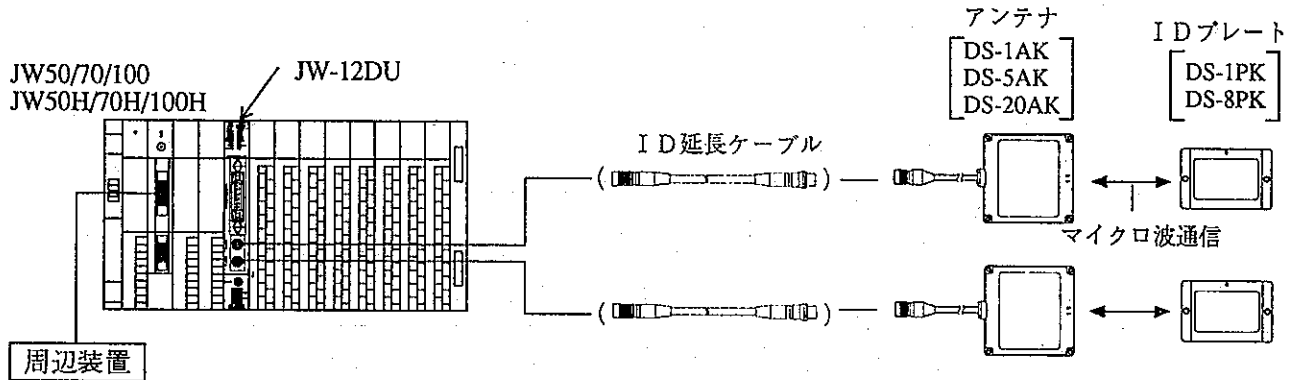 JW50/70/100
JW50H/70H/100H
JW-12DU
ID延長ケーブル
アンテナ
DS-1AK
DS-5AK
DS-20AK
IDプレート
DS-1PK
DS-8PK
マイクロ波通信
周辺装置